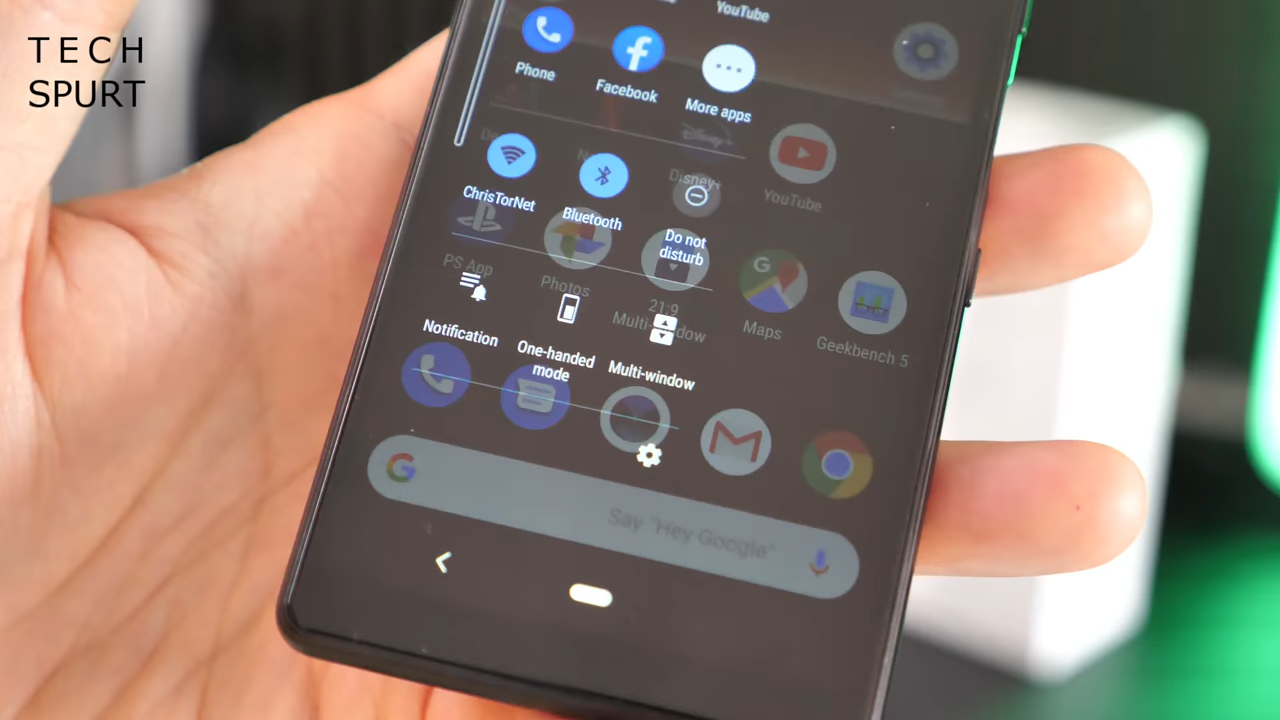 TECH
SPURT
YouTube
Phone
Facebook
More apps
Disney+
YouTube
ChrisTorNet
Bluetooth
Do not
disturb
PS App
Photos
21:9
Maps
Geekbench 5
Notification
One-handed
mode
Multi-window
G
Say "Hey Google"